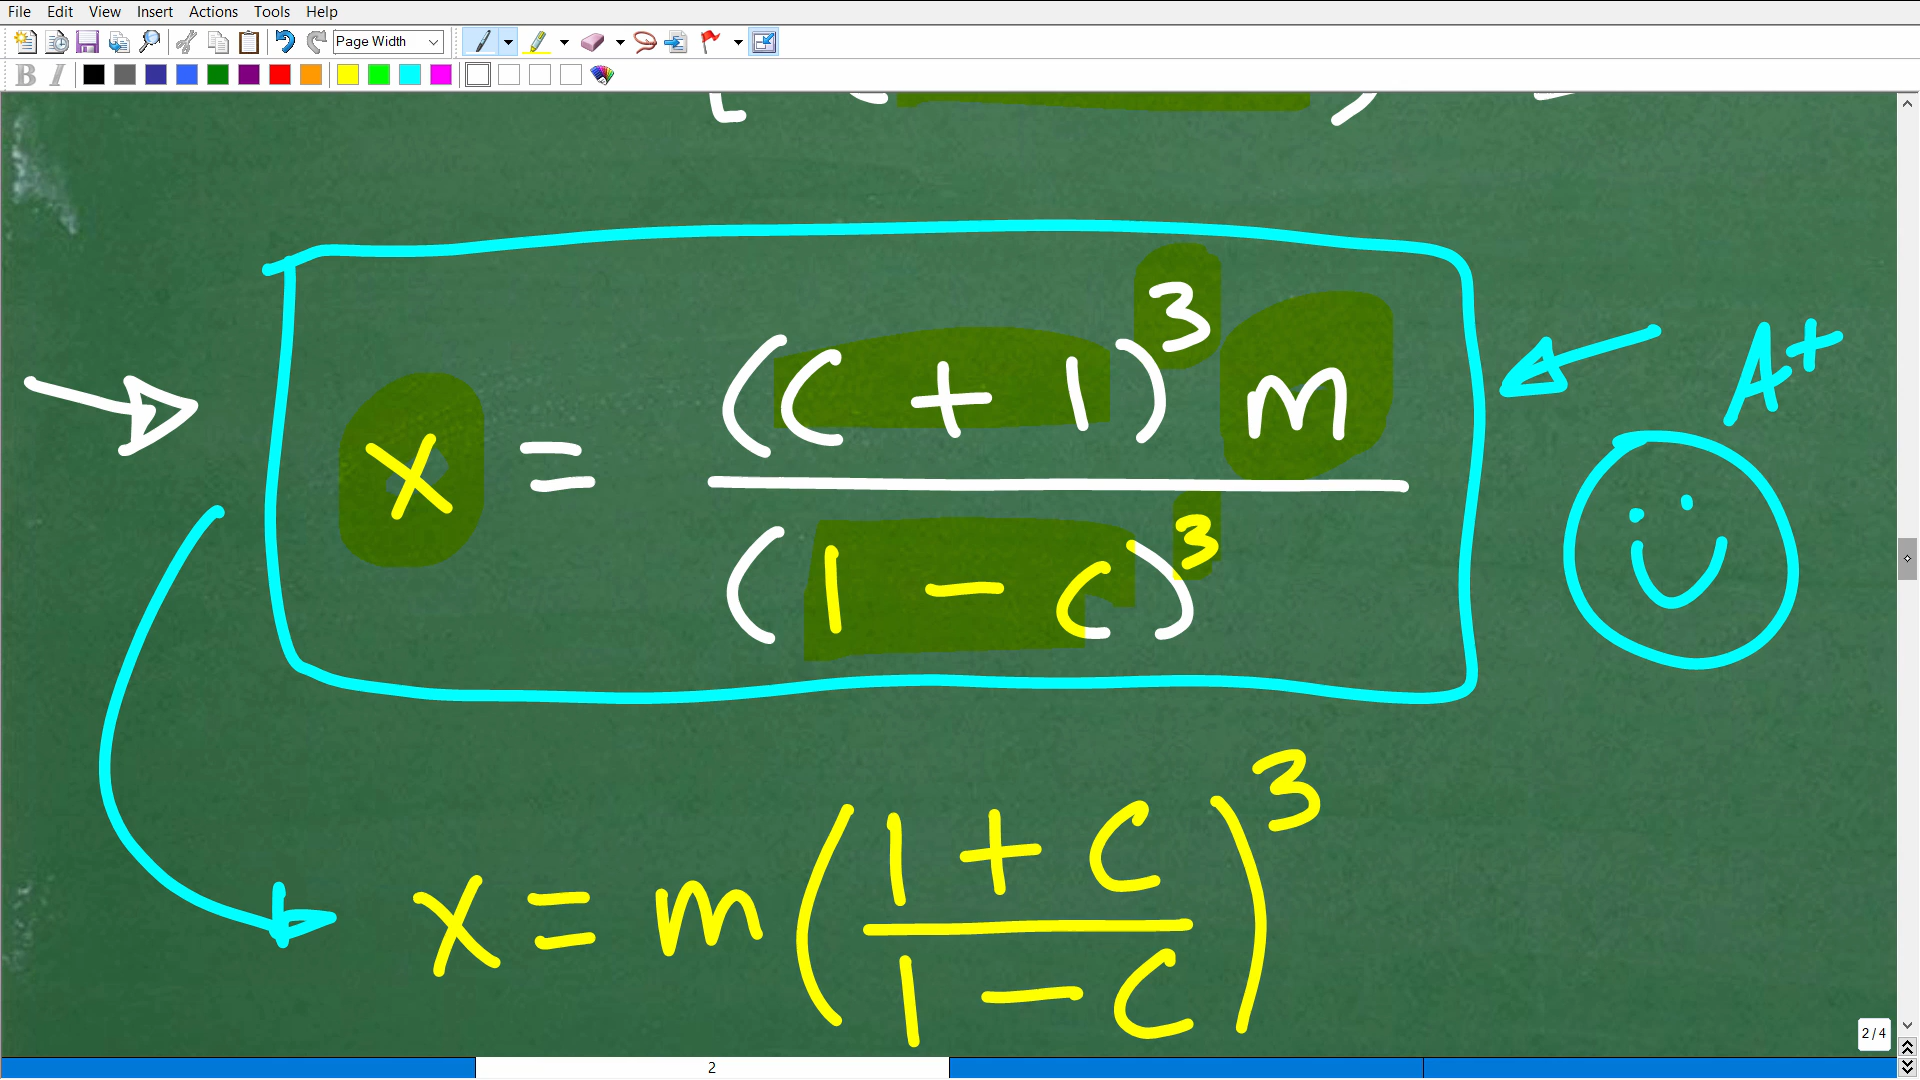 File Edit View Insert Actions Tools Help
Page Width
B I
x = (c + 1)³ m
(1 - c)³
A+
x = m (1 + c)³
1 - c
2 / 4
2